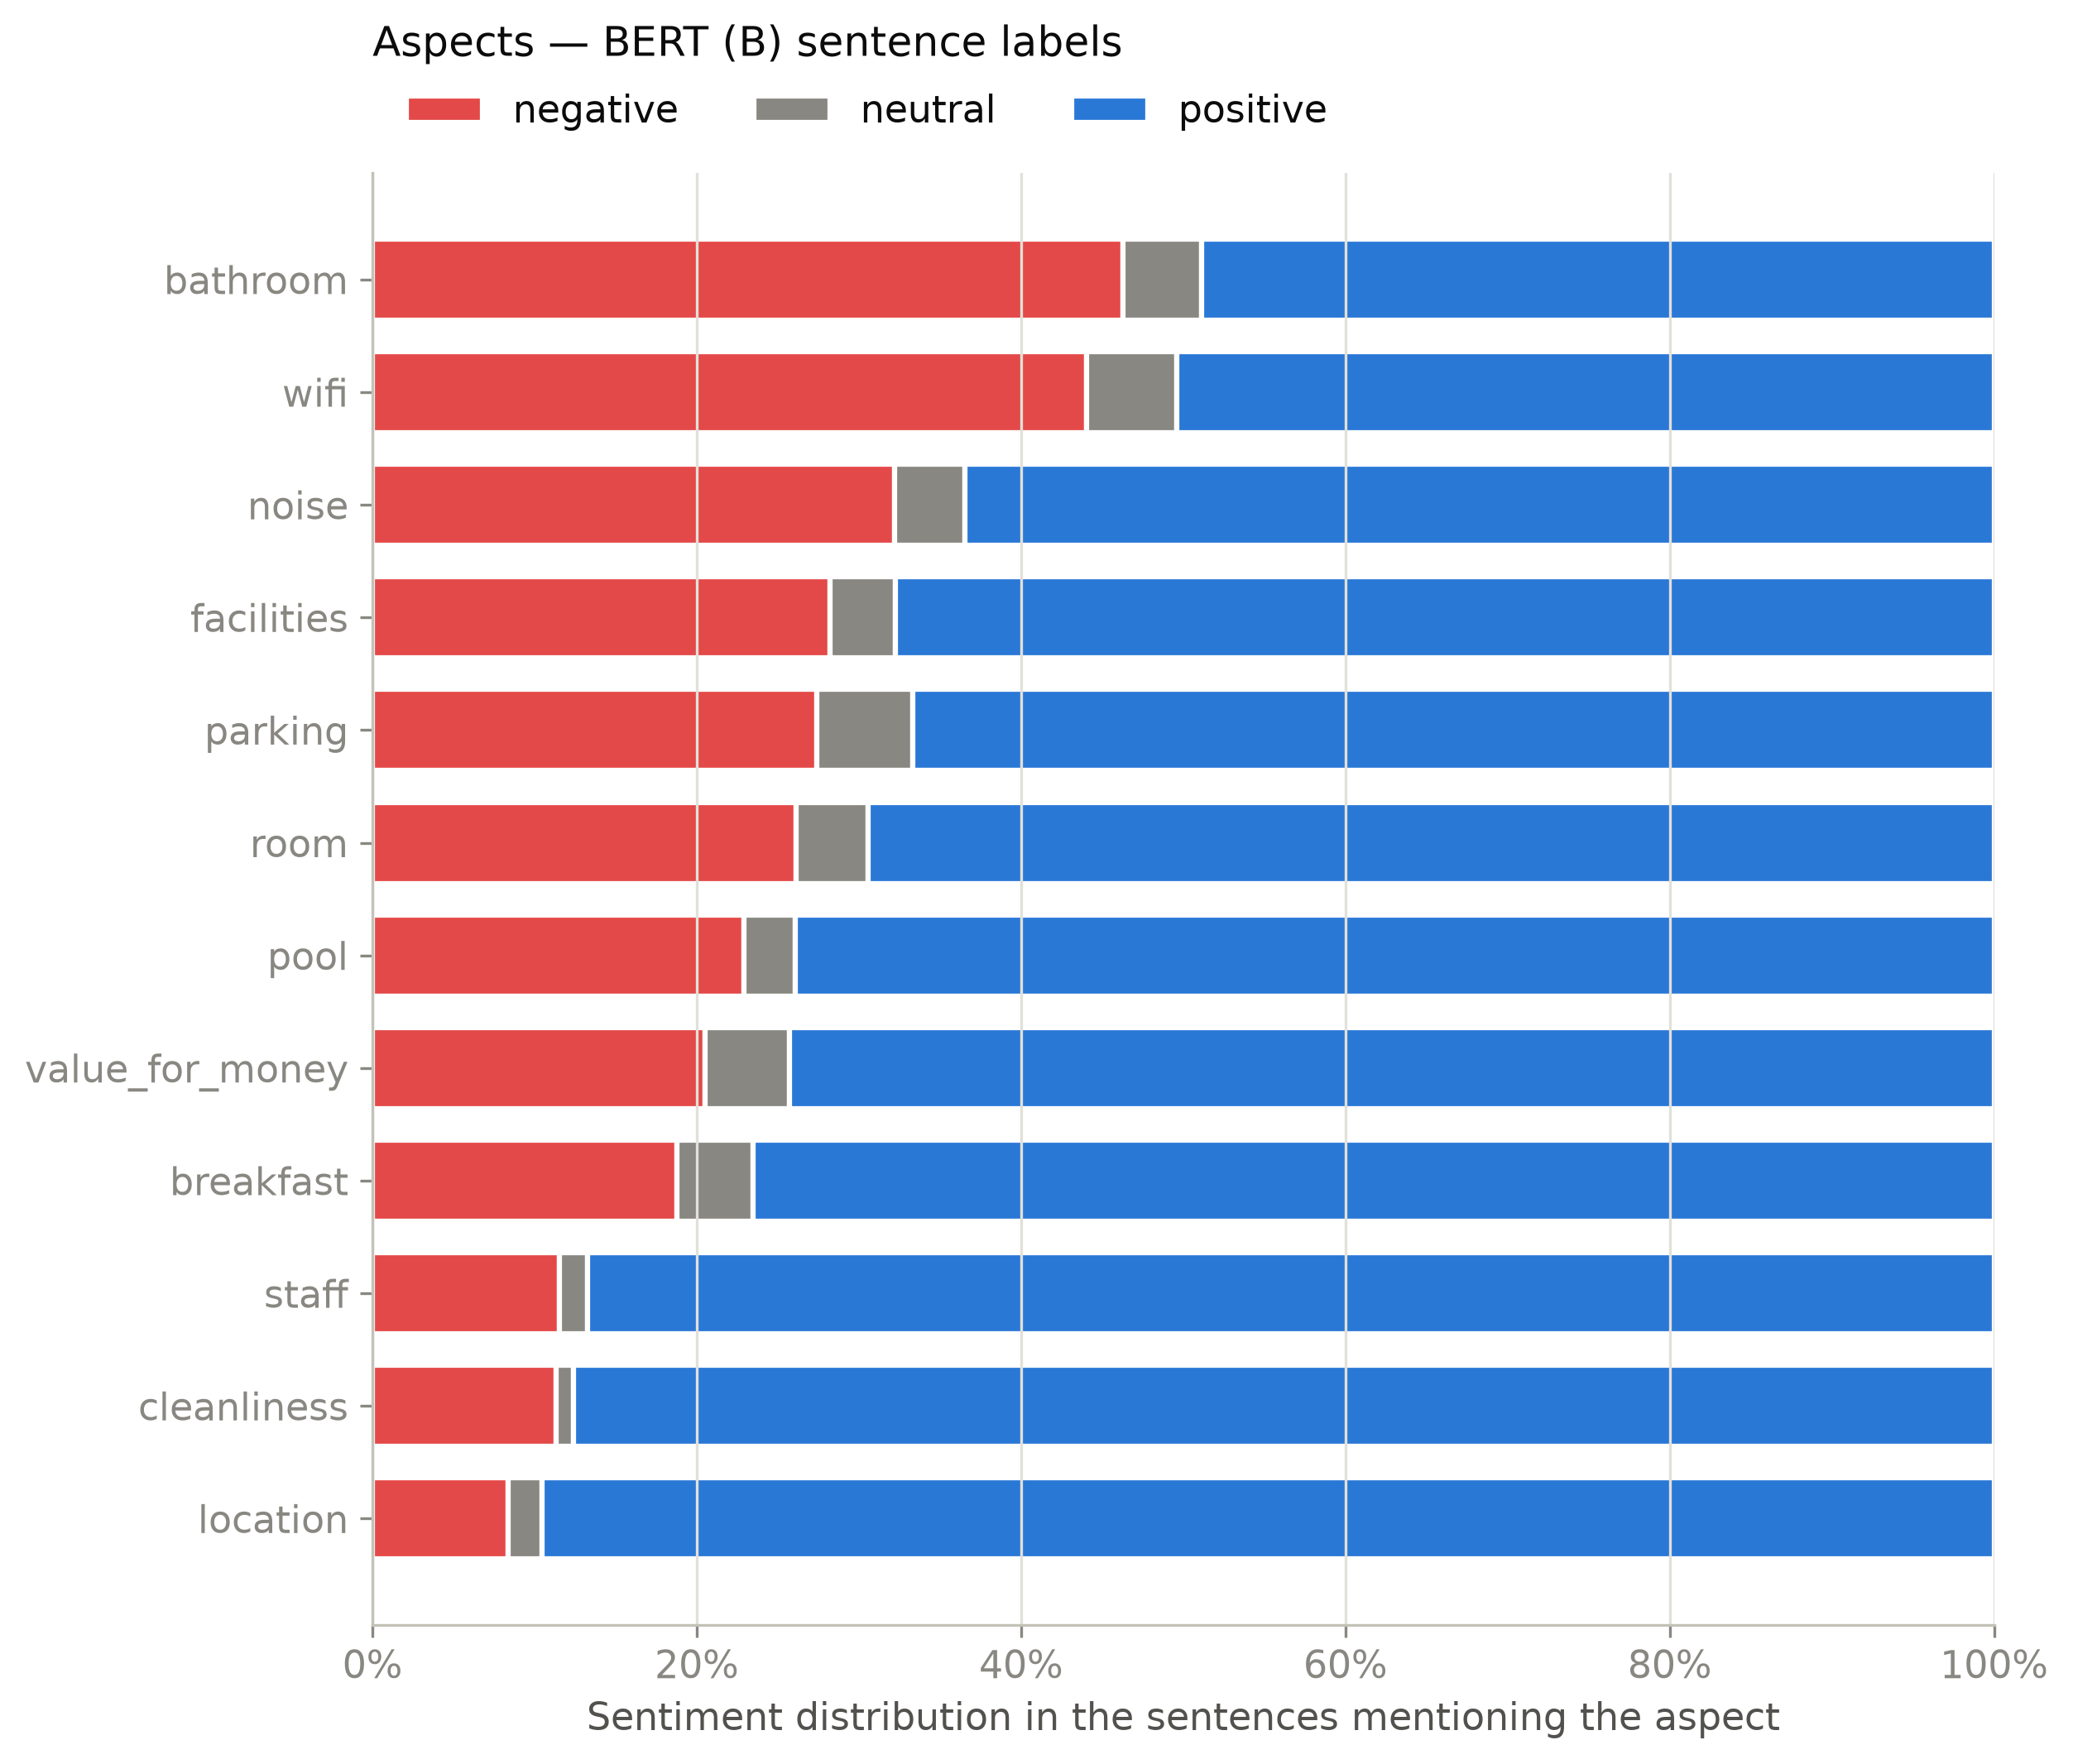 Aspects — BERT (B) sentence labels
negative neutral positive
bathroom
wifi
noise
facilities
parking
room
pool
value_for_money
breakfast
staff
cleanliness
location
0% 20% 40% 60% 80% 100%
Sentiment distribution in the sentences mentioning the aspect